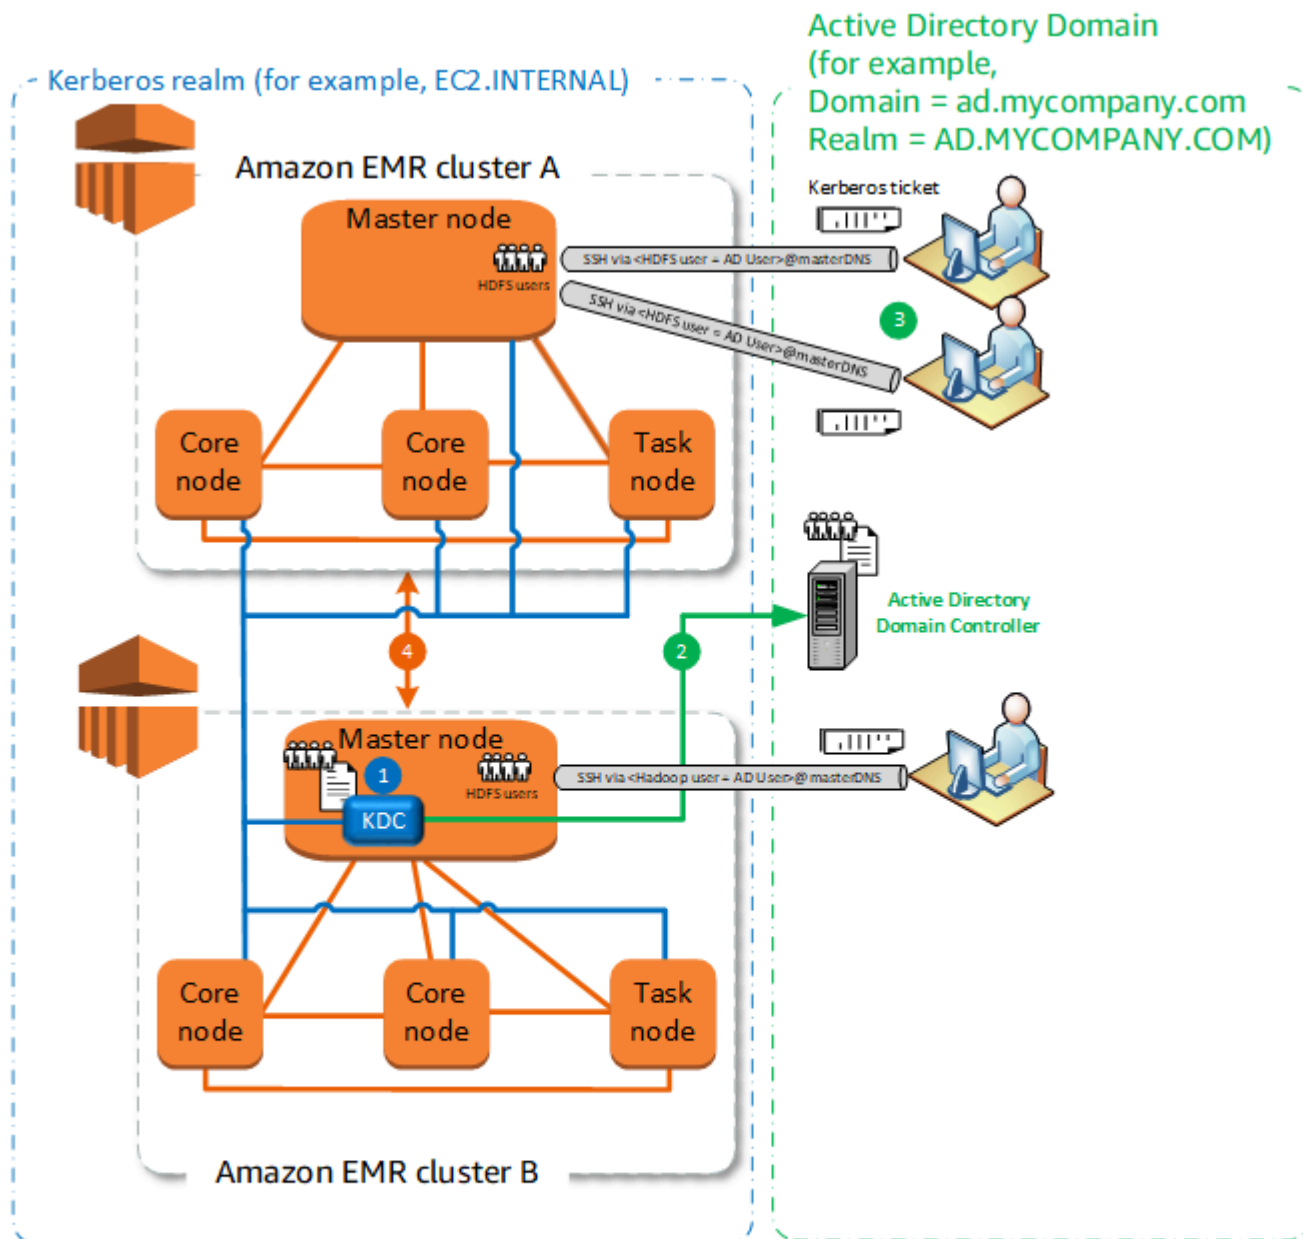 Active Directory Domain
(for example,
Domain = ad.mycompany.com
Realm = AD.MYCOMPANY.COM)
Kerberos realm (for example, EC2.INTERNAL)
Amazon EMR cluster A
Master node
HDFS users
Kerberos ticket
SSH via <HDFS user = AD User>@masterDNS
SSH via <HDFS user = AD User>@masterDNS
3
Core
node
Core
node
Task
node
Active Directory
Domain Controller
4
2
Master node
1
HDFS users
KDC
SSH via <Hadoop user = AD User>@masterDNS
Core
node
Core
node
Task
node
Amazon EMR cluster B